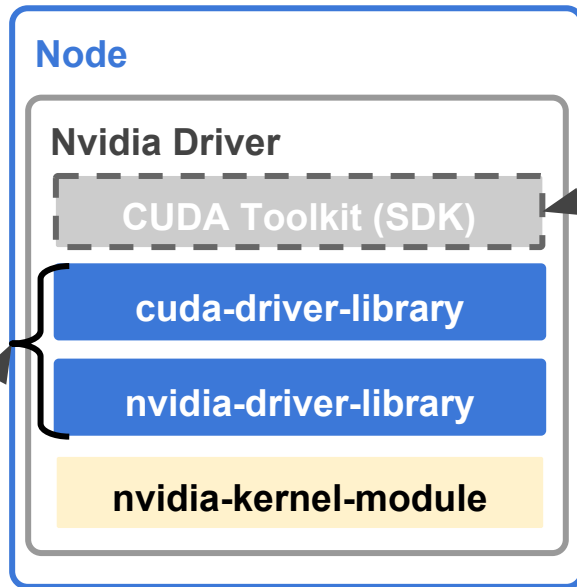 Node
Nvidia Driver
CUDA Toolkit (SDK)
cuda-driver-library
nvidia-driver-library
nvidia-kernel-module